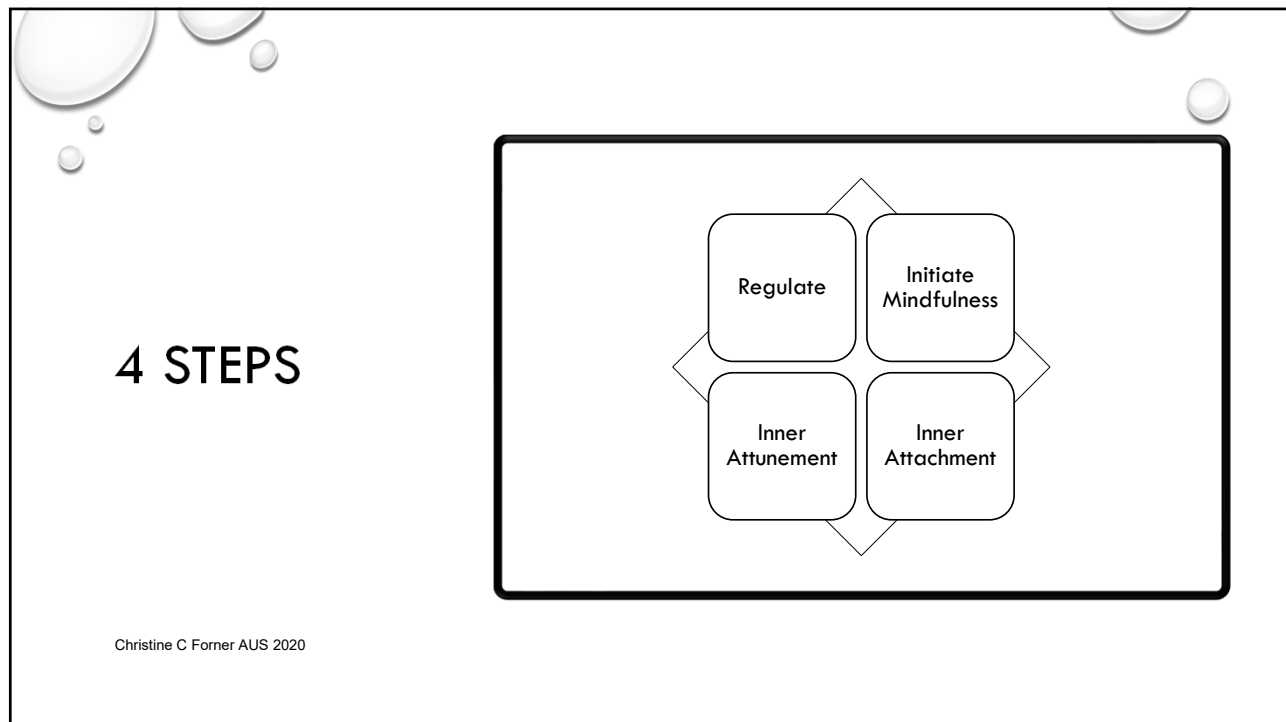 4 STEPS
Regulate
Initiate
Mindfulness
Inner
Attunement
Inner
Attachment
Christine C Forner AUS 2020